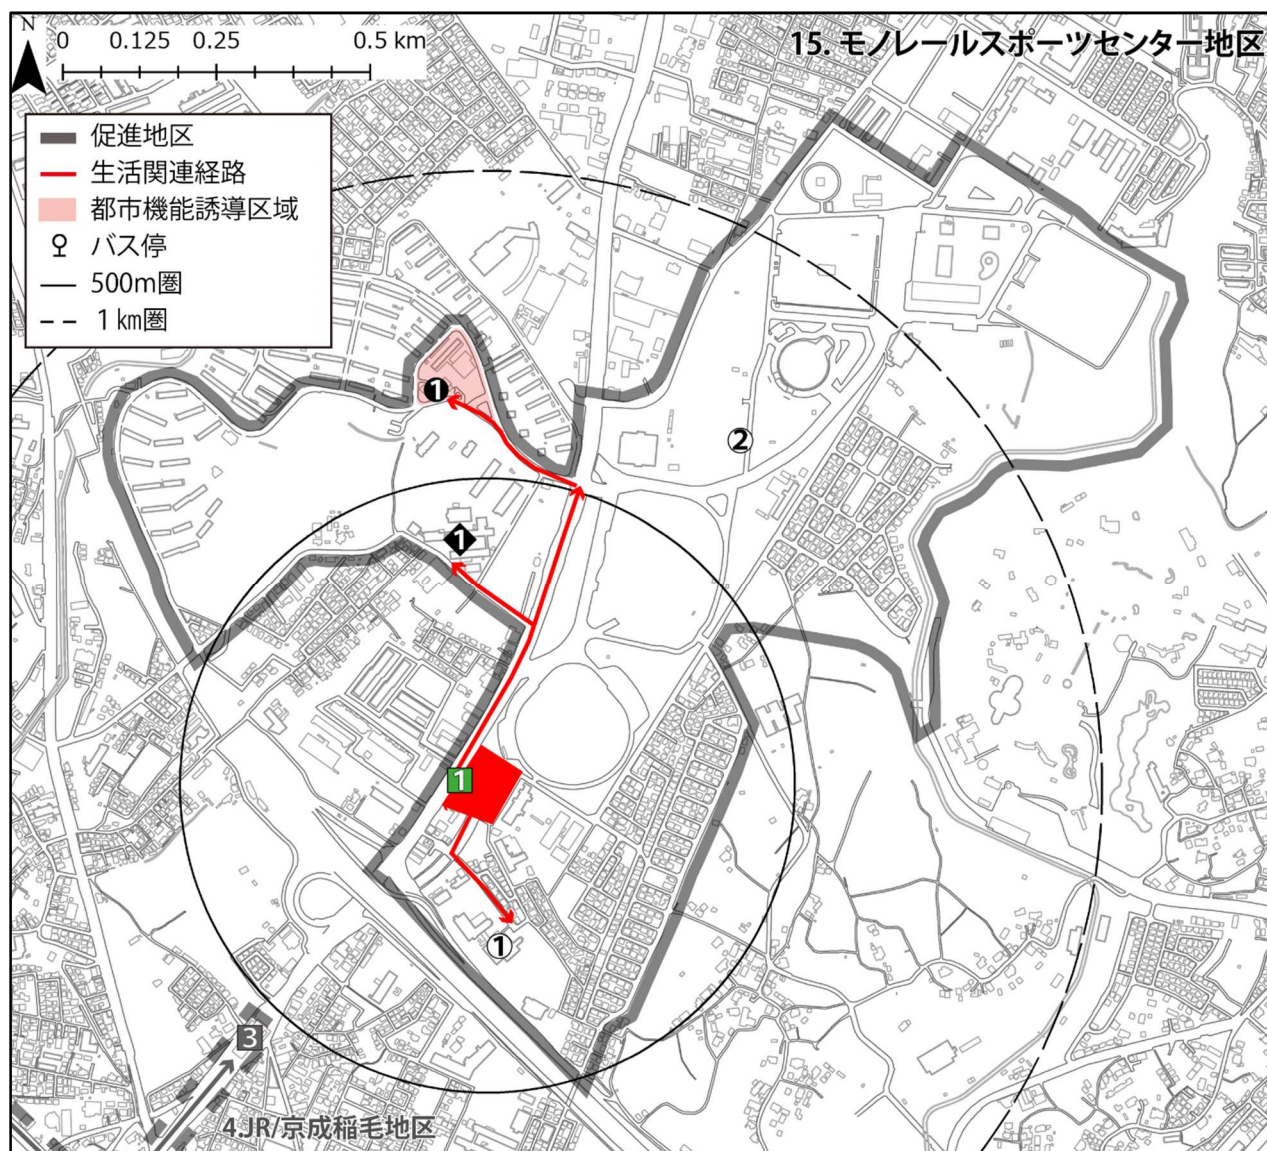 15. モノレールスポーツセンター地区
N
0 0.125 0.25 0.5 km
促進地区
生活関連経路
都市機能誘導区域
バス停
500m圏
1㎞圏
1
2
1
1
1
3
4.JR/京成稲毛地区